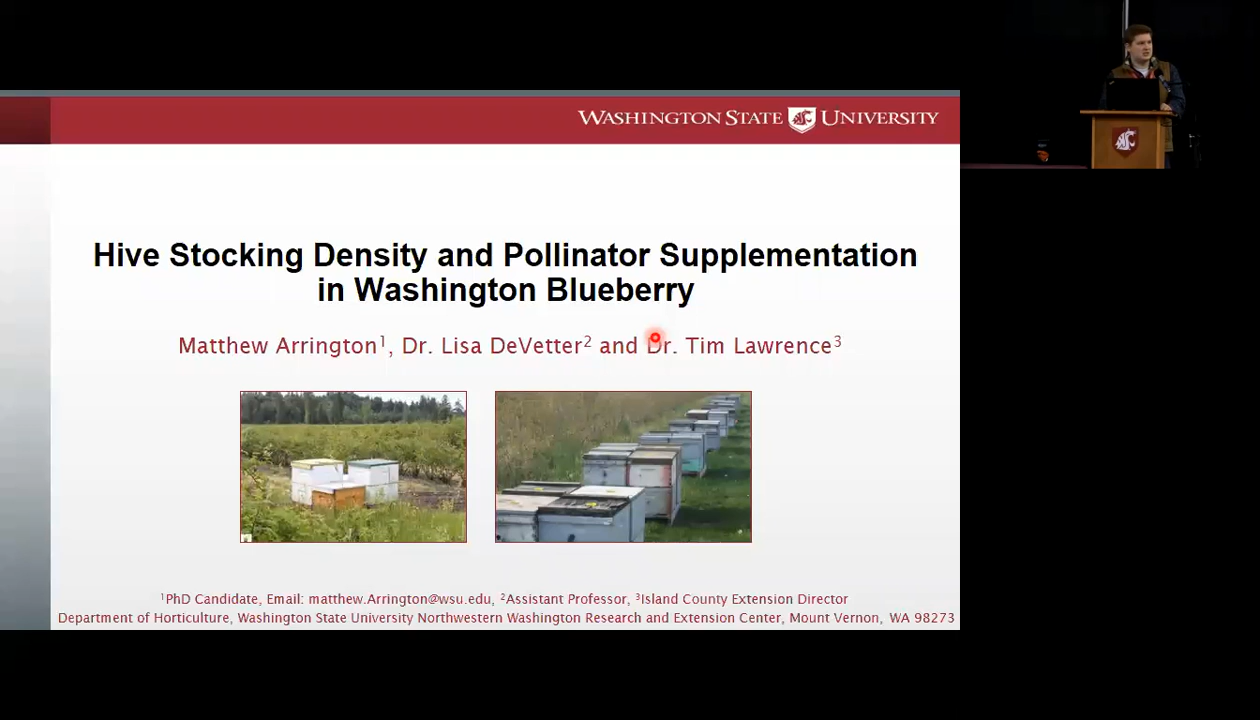 WASHINGTON STATE UNIVERSITY
Hive Stocking Density and Pollinator Supplementation
in Washington Blueberry
Matthew Arrington¹, Dr. Lisa DeVetter² and Dr. Tim Lawrence³
¹PhD Candidate, Email: matthew.Arrington@wsu.edu, ²Assistant Professor, ³Island County Extension Director
Department of Horticulture, Washington State University Northwestern Washington Research and Extension Center, Mount Vernon, WA 98273